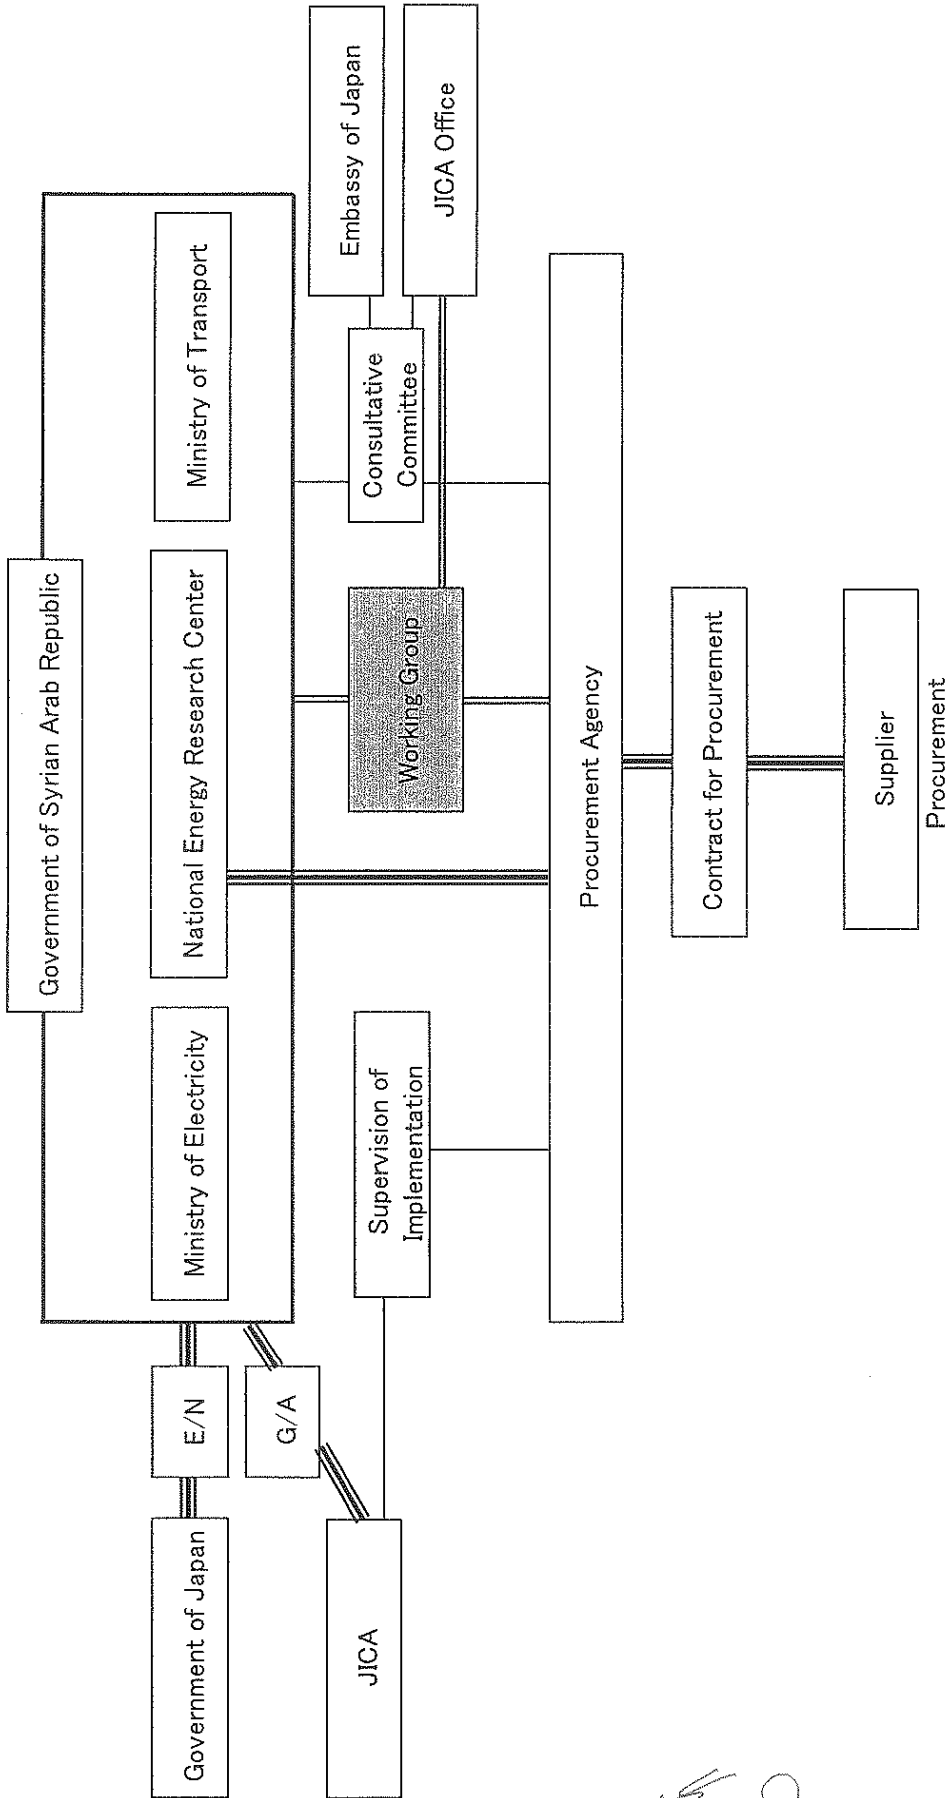 Government of Syrian Arab Republic
Government of Japan
E/N
Ministry of Electricity
National Energy Research Center
Ministry of Transport
G/A
JICA
Supervision of
Implementation
Working Group
Consultative
Committee
Embassy of Japan
JICA Office
Procurement Agency
Contract for Procurement
Supplier
Procurement